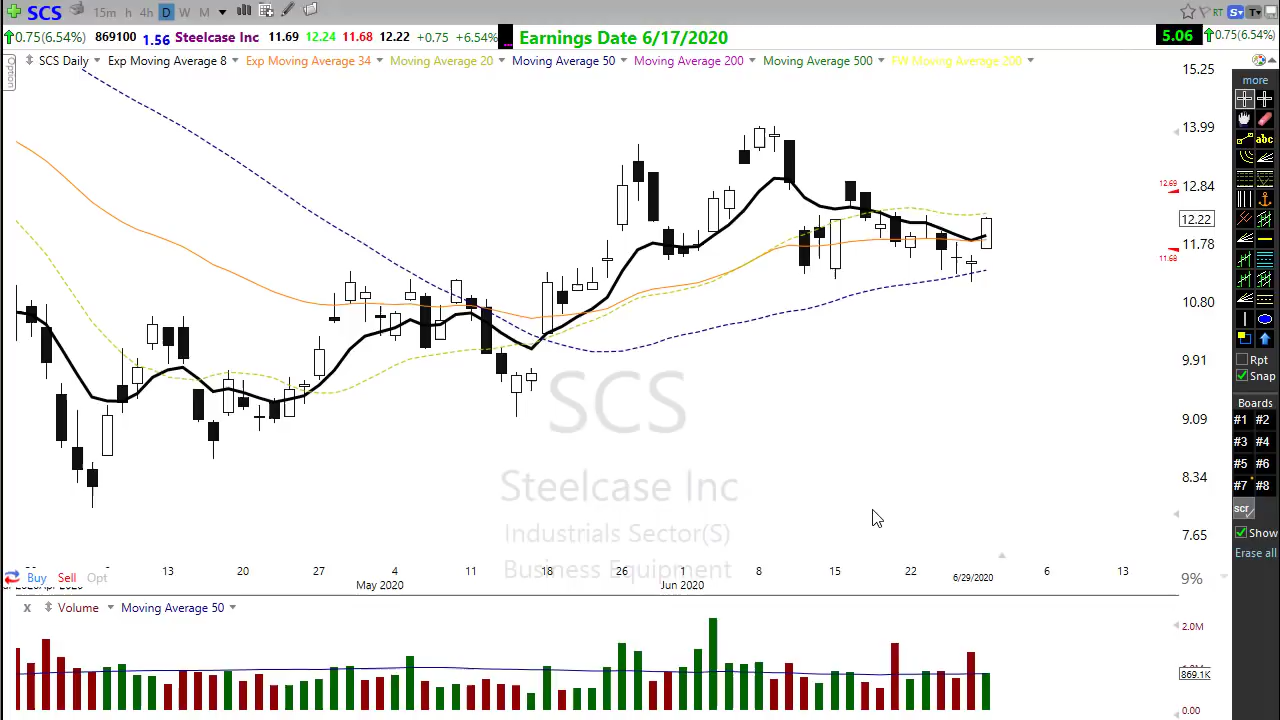 SCS 15m h 4h D W M RT S T
0.75(6.54%) 869100 1.56 Steelcase Inc 11.69 12.24 11.68 12.22 +0.75 +6.54% Earnings Date 6/17/2020 5.06 0.75(6.54%)
Option SCS Daily Exp Moving Average 8 Exp Moving Average 34 Moving Average 20 Moving Average 50 Moving Average 200 Moving Average 500 FW Moving Average 200
15.25
more
13.99
abc
12.69
12.84
12.22
11.78
11.68
10.80
9.91
Rpt
Snap
SCS
Boards
9.09
#1 #2
#3 #4
#5 #6
8.34
#7 #8
Steelcase Inc
scr
Industrials Sector(S)
7.65
Show
Business Equipment
Erase all
13 20 27 4 11 18 26 1 8 15 22 6 13
Buy Sell Opt
May 2020 Jun 2020 6/29/2020
9%
x Volume Moving Average 50
2.0M
869.1K
0.00